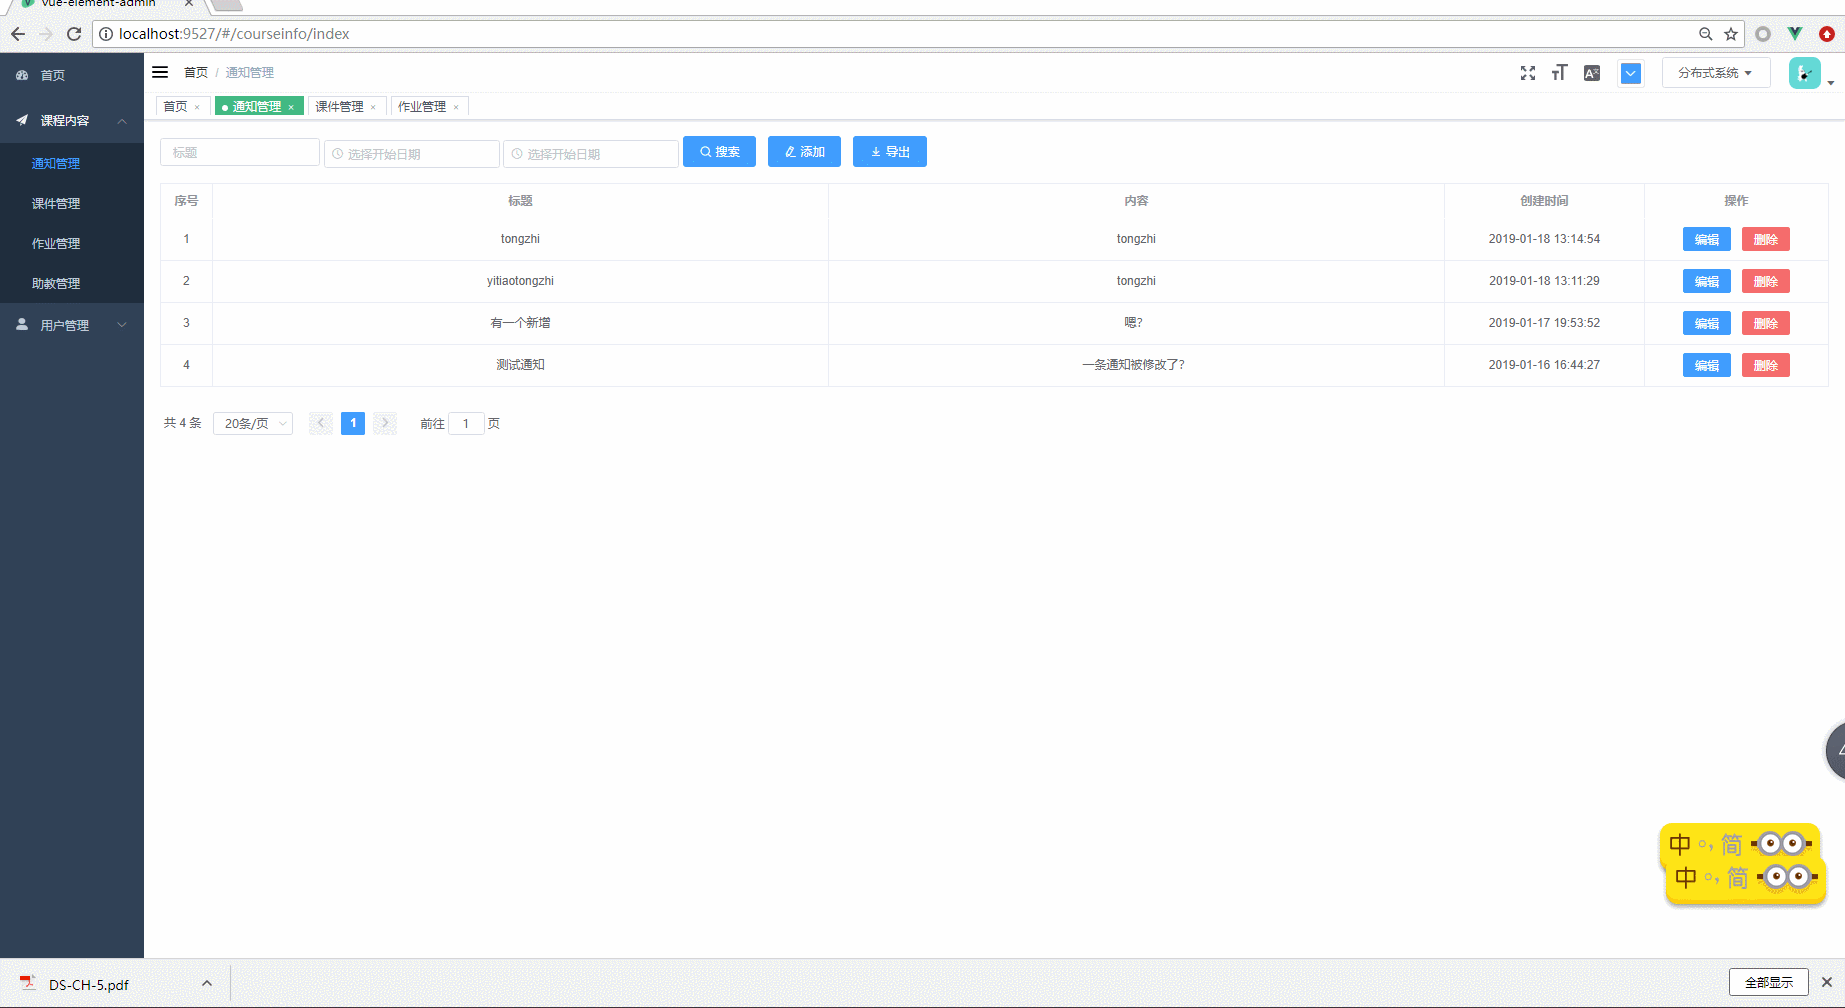 vue-element-admin
localhost:9527/#/courseinfo/index
首页
课程内容
通知管理
课件管理
作业管理
助教管理
用户管理
首页 / 通知管理
分布式系统
首页 × 通知管理 × 课件管理 × 作业管理 ×
标题 选择开始日期 选择开始日期 搜索 添加 导出
序号 标题 内容 创建时间 操作
1 tongzhi tongzhi 2019-01-18 13:14:54 编辑 删除
2 yitiaotongzhi tongzhi 2019-01-18 13:11:29 编辑 删除
3 有一个新增 嗯? 2019-01-17 19:53:52 编辑 删除
4 测试通知 一条通知被修改了? 2019-01-16 16:44:27 编辑 删除
共 4 条 20条/页 1 前往 1 页
中 °, 简
中 °, 简
DS-CH-5.pdf
全部显示